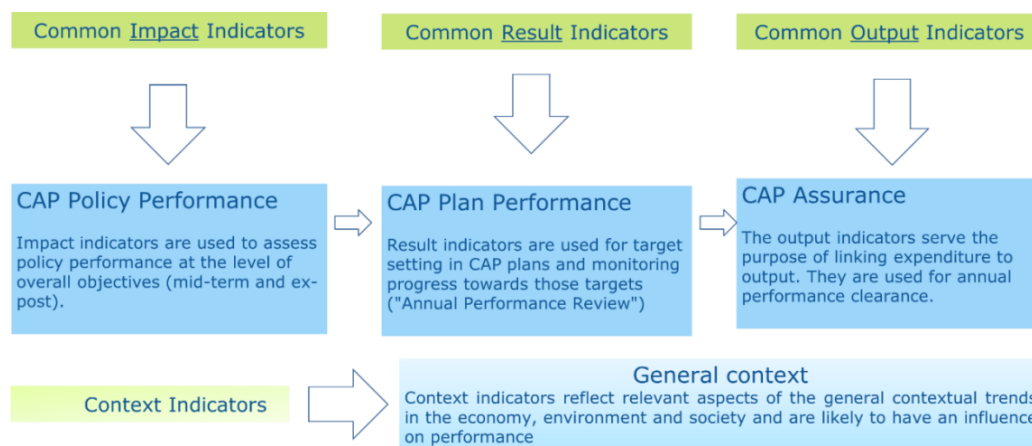 Common Impact Indicators
Common Result Indicators
Common Output Indicators
CAP Policy Performance
Impact indicators are used to assess
policy performance at the level of
overall objectives (mid-term and ex-
post).
CAP Plan Performance
Result indicators are used for target
setting in CAP plans and monitoring
progress towards those targets
("Annual Performance Review")
CAP Assurance
The output indicators serve the
purpose of linking expenditure to
output. They are used for annual
performance clearance.
Context Indicators
General context
Context indicators reflect relevant aspects of the general contextual trends
in the economy, environment and society and are likely to have an influence
on performance